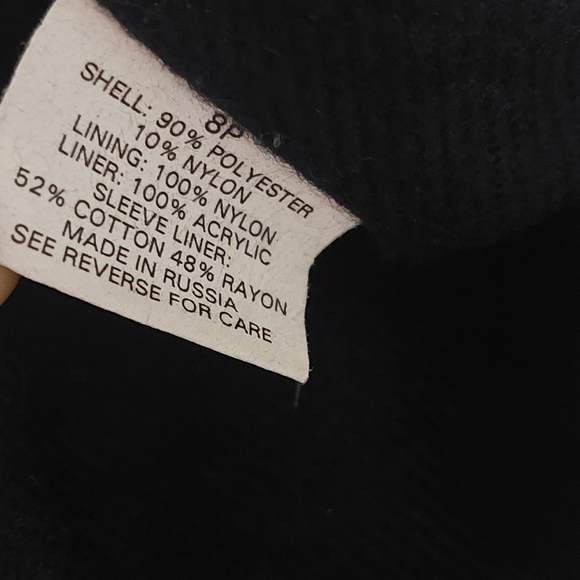 8P
SHELL: 90% POLYESTER
10% NYLON
LINING: 100% NYLON
LINER: 100% ACRYLIC
SLEEVE LINER:
52% COTTON 48% RAYON
MADE IN RUSSIA
SEE REVERSE FOR CARE